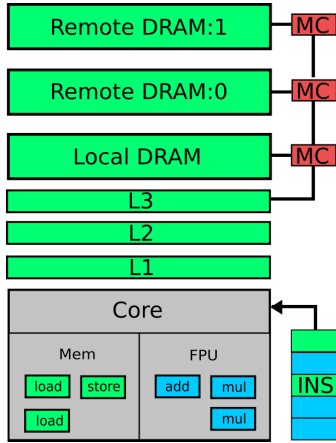 Remote DRAM:1
MC
Remote DRAM:0
MC
Local DRAM
MC
L3
L2
L1
Core
Mem
FPU
load
store
add
mul
INS
load
mul